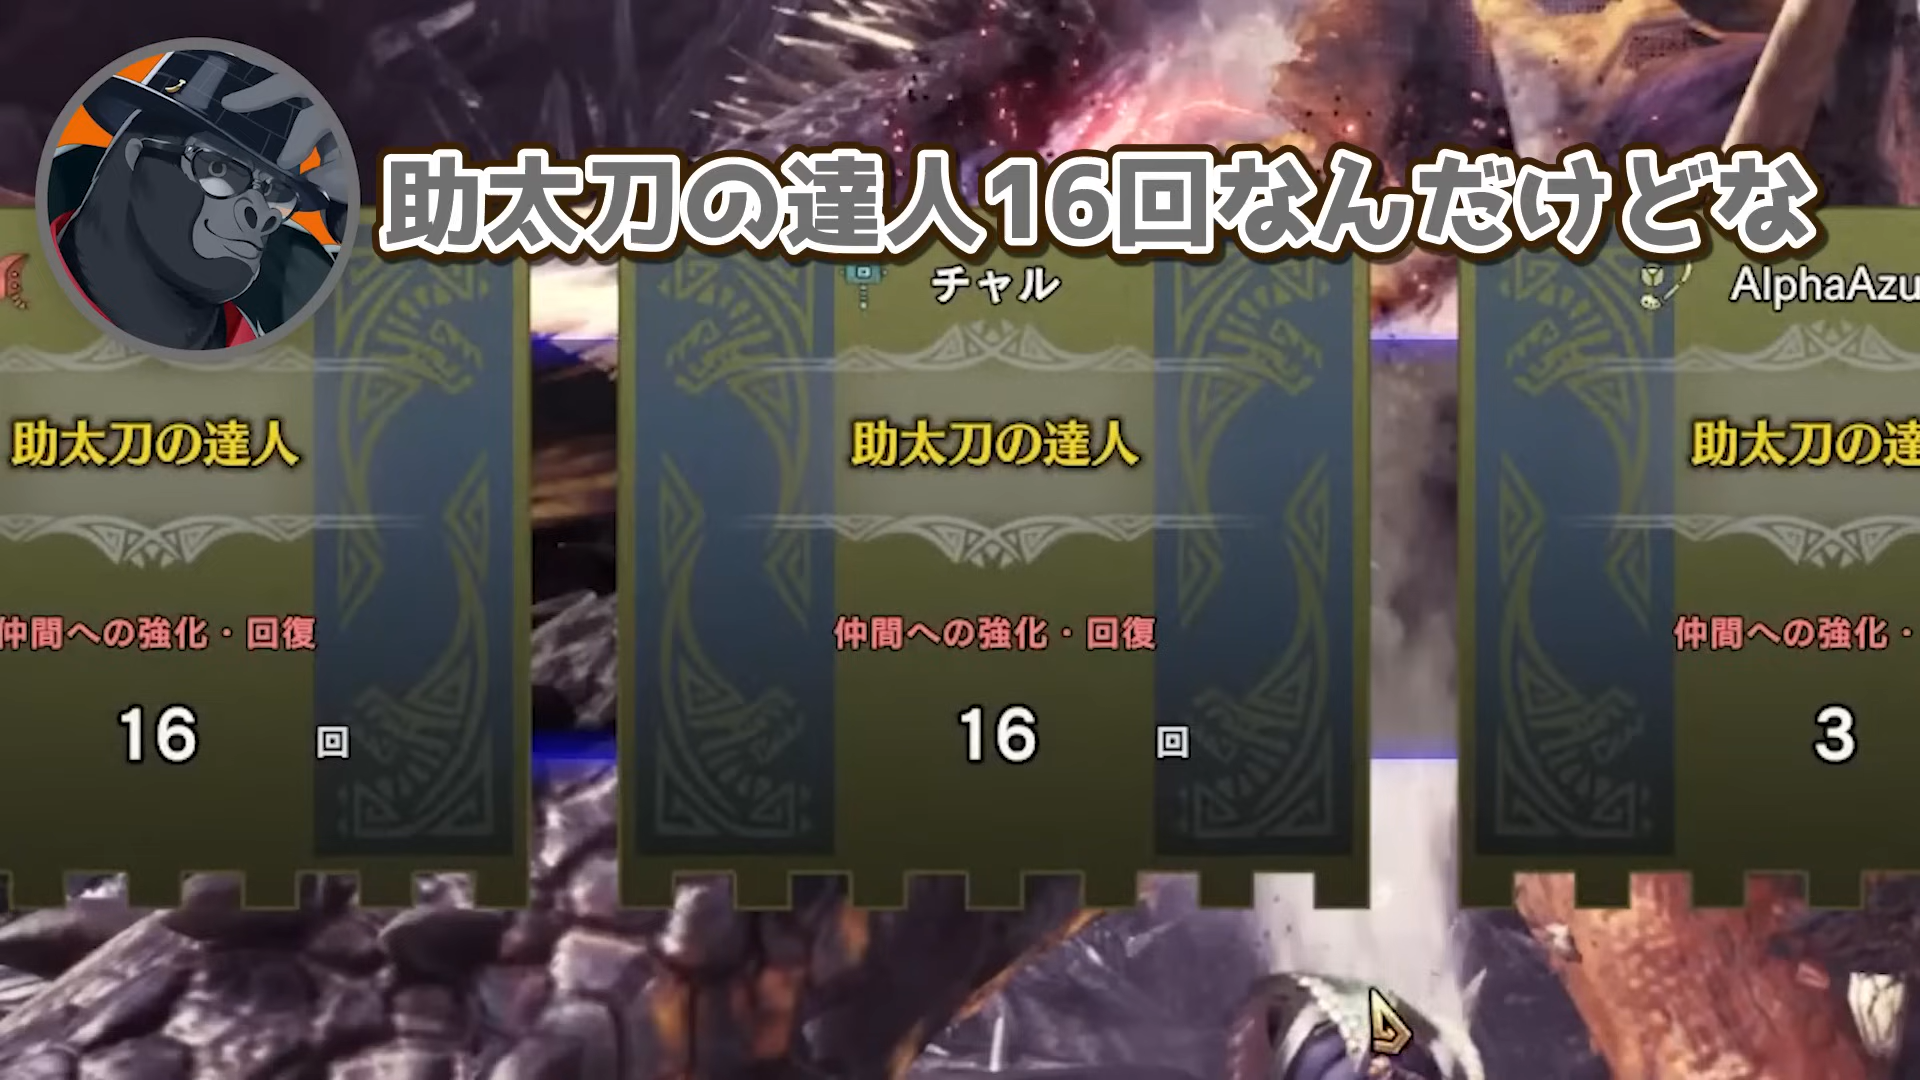 助太刀の達人16回なんだけどな
チャル
AlphaAzu
助太刀の達人
助太刀の達人
助太刀の達
仲間への強化・回復
仲間への強化・回復
仲間への強化・
16 回
16 回
3